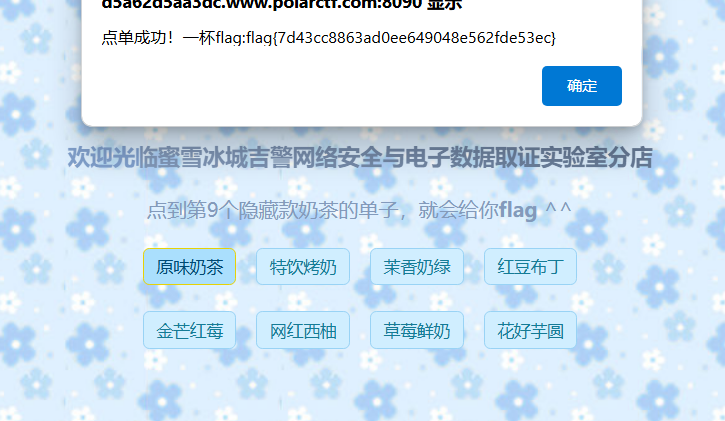 d5a62d5aa3dc.www.polarctf.com:8090 显示
点单成功！一杯flag:flag{7d43cc8863ad0ee649048e562fde53ec}
确定
欢迎光临蜜雪冰城吉警网络安全与电子数据取证实验室分店
点到第9个隐藏款奶茶的单子，就会给你flag ^^
原味奶茶 特饮烤奶 茉香奶绿 红豆布丁
金芒红莓 网红西柚 草莓鲜奶 花好芋圆